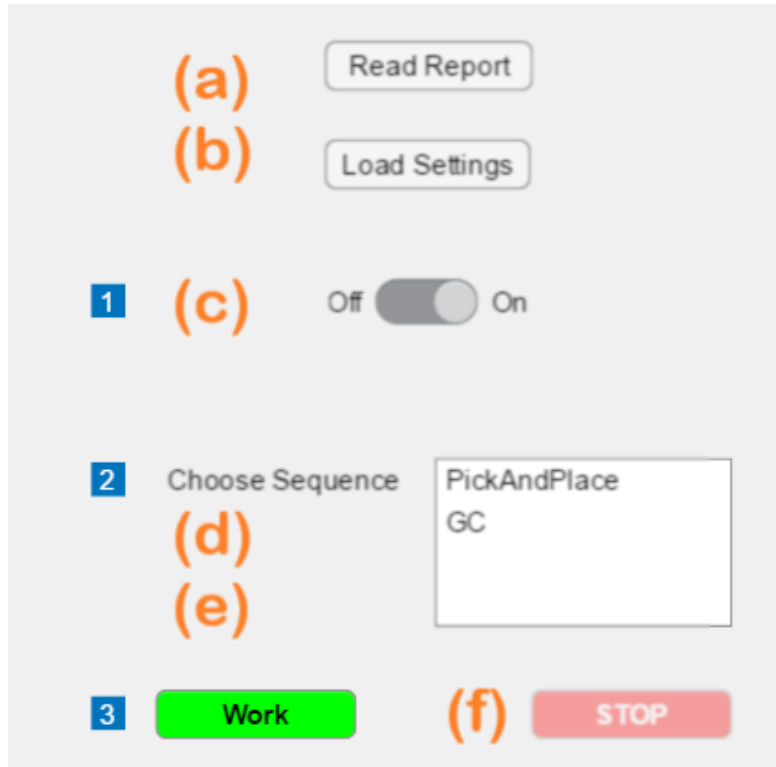 (a) Read Report
(b) Load Settings
1 (c) Off On
2 Choose Sequence PickAndPlace
GC
(d)
(e)
3 Work (f) STOP